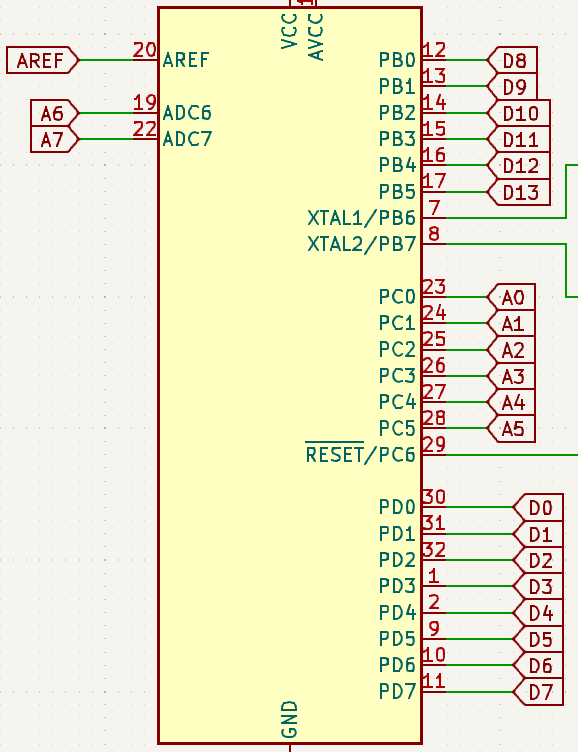 VCC
AVCC
1
AREF 20 AREF PB0 12 D8
PB1 13 D9
A6 19 ADC6 PB2 14 D10
A7 22 ADC7 PB3 15 D11
PB4 16 D12
PB5 17 D13
XTAL1/PB6 7
XTAL2/PB7 8
PC0 23 A0
PC1 24 A1
PC2 25 A2
PC3 26 A3
PC4 27 A4
PC5 28 A5
RESET/PC6 29
PD0 30 D0
PD1 31 D1
PD2 32 D2
PD3 1 D3
PD4 2 D4
PD5 9 D5
PD6 10 D6
PD7 11 D7
GND